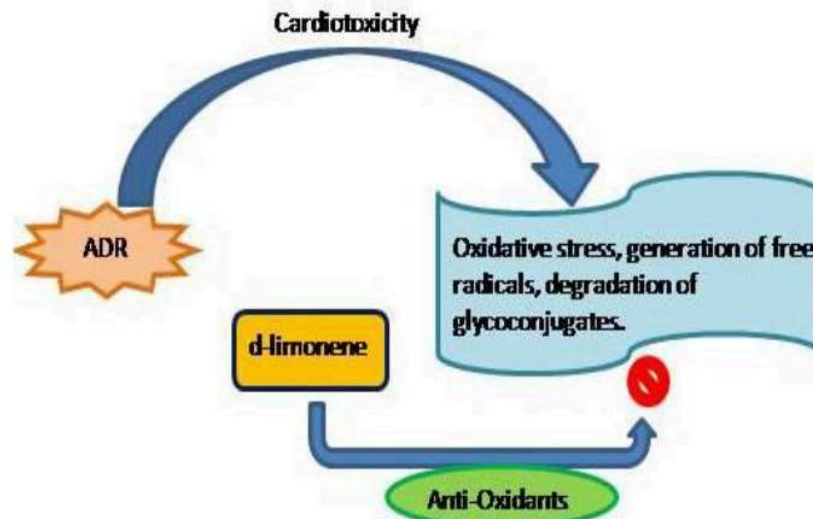 Cardiotoxicity
ADR
Oxidative stress, generation of free
radicals, degradation of
glycoconjugates.
d-limonene
Anti-Oxidants